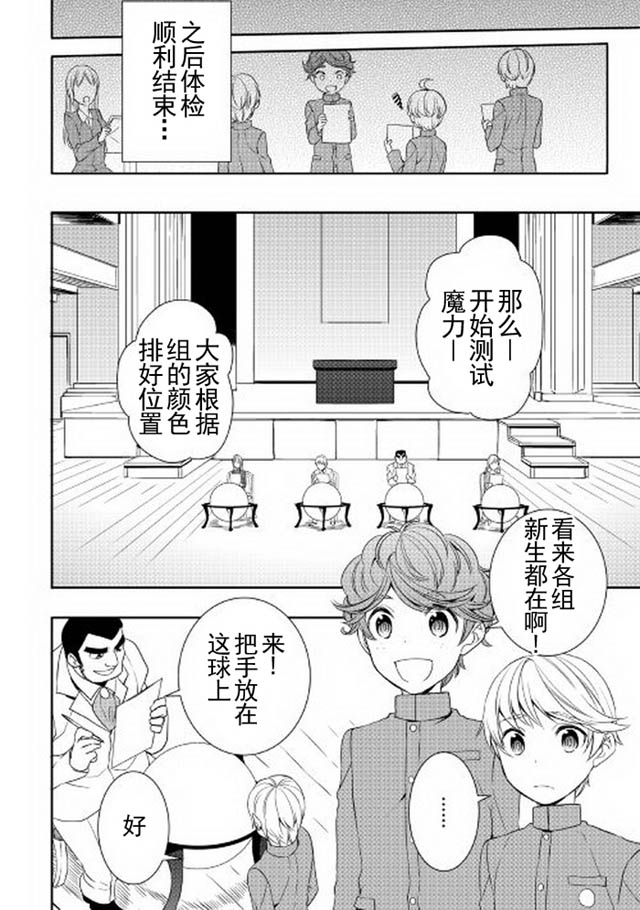 之后体检
顺利结束…
那么—
开始测试
魔力—
大家根据
组的颜色
排好位置
看来各组
新生都在啊！
……
来！
把手放在
这球上
好